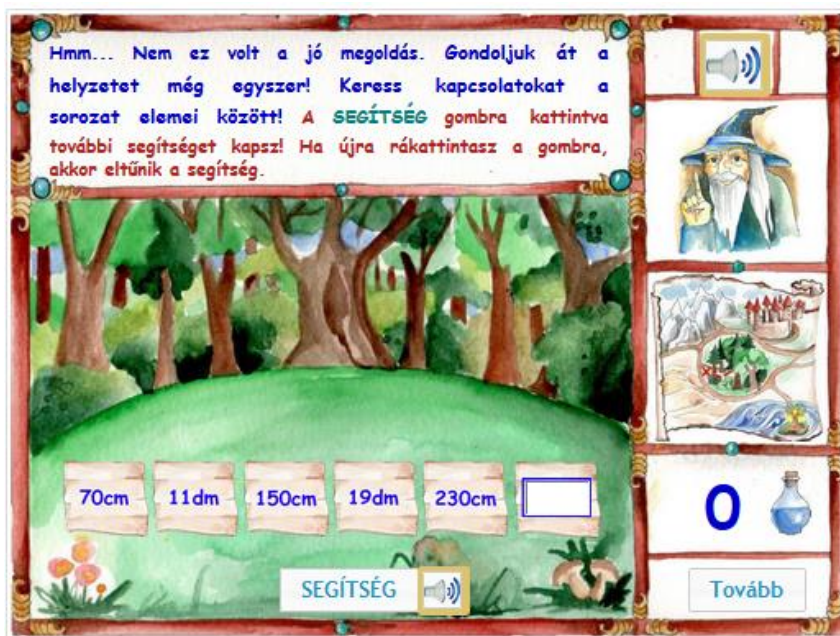 Hmm... Nem ez volt a jó megoldás. Gondoljuk át a
helyzetet még egyszer! Keress kapcsolatokat a
sorozat elemei között! A SEGÍTSÉG gombra kattintva
további segítséget kapsz! Ha újra rákattintasz a gombra,
akkor eltűnik a segítség.
70cm 11dm 150cm 19dm 230cm
0
SEGÍTSÉG
Tovább